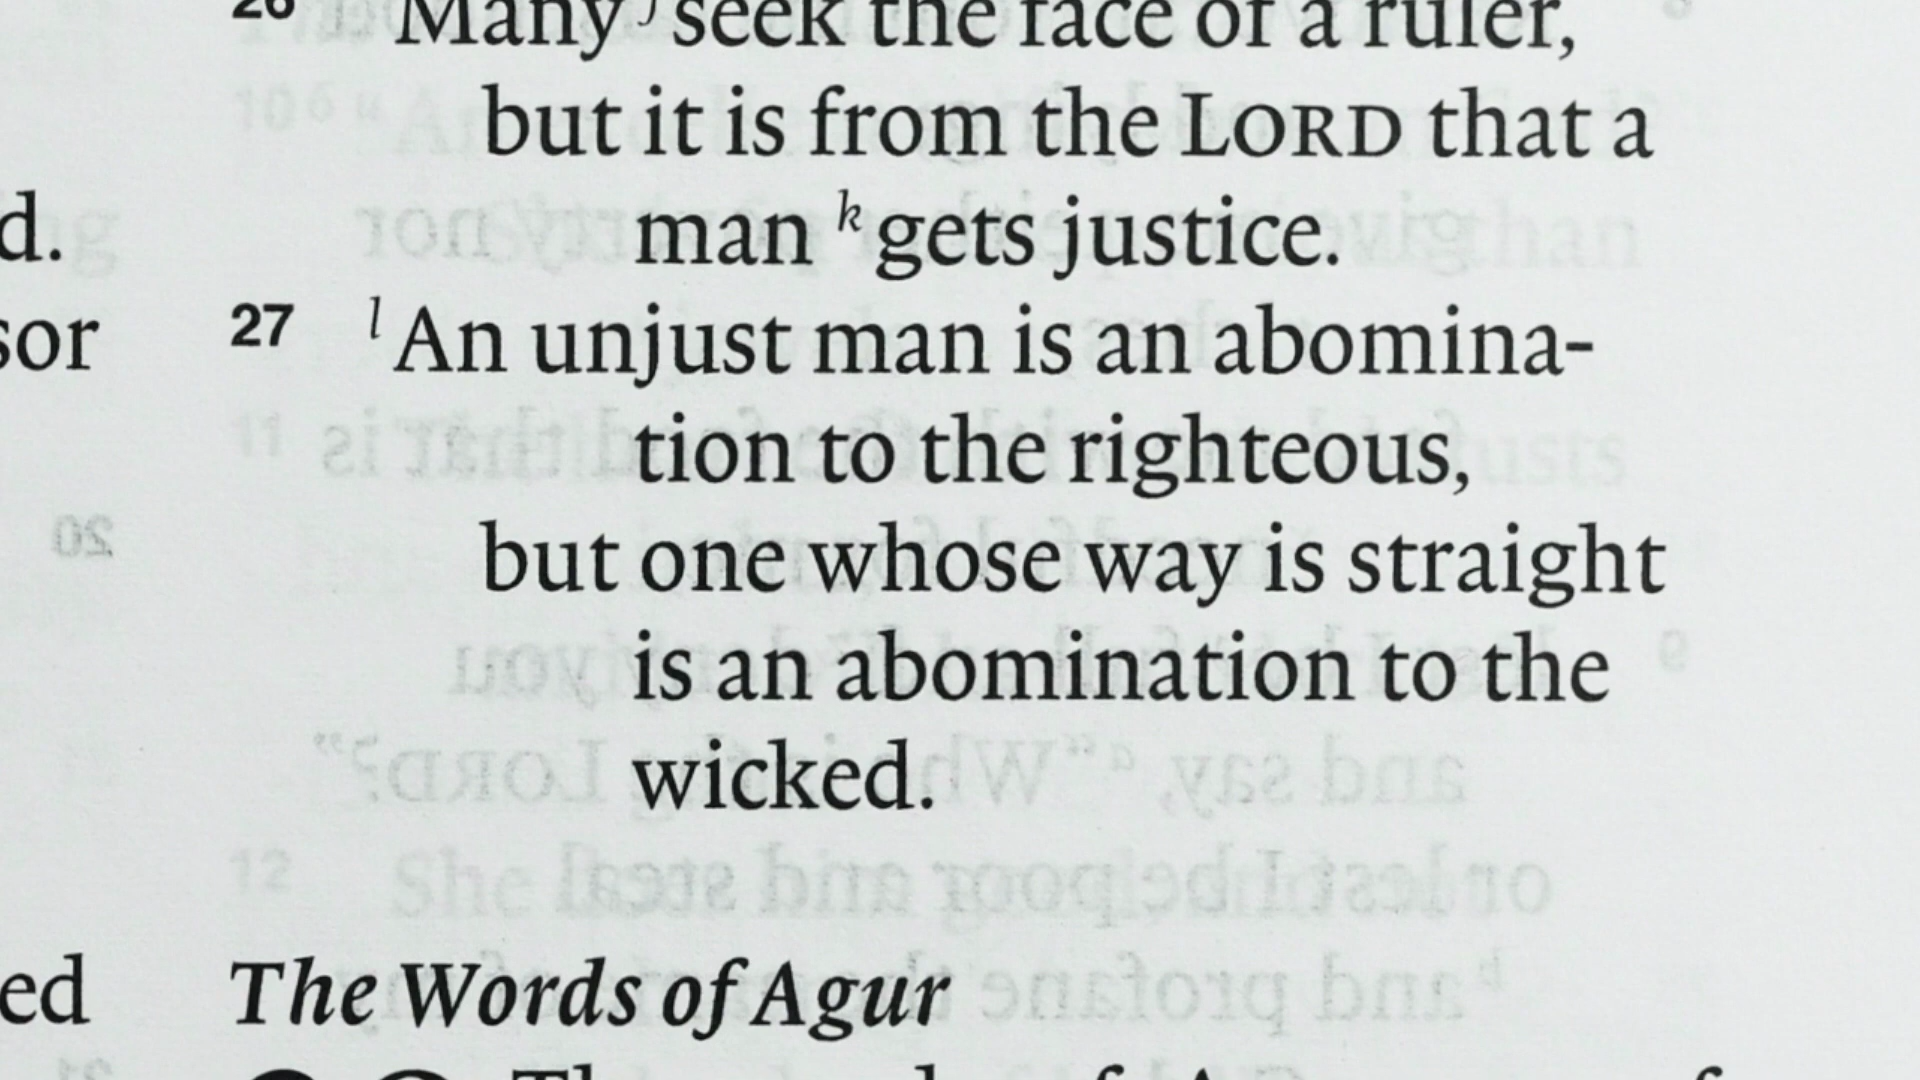 26 Many j seek the face of a ruler,
but it is from the LORD that a
man k gets justice.
27 l An unjust man is an abomina-
tion to the righteous,
but one whose way is straight
is an abomination to the
wicked.
The Words of Agur
d.
sor
ed